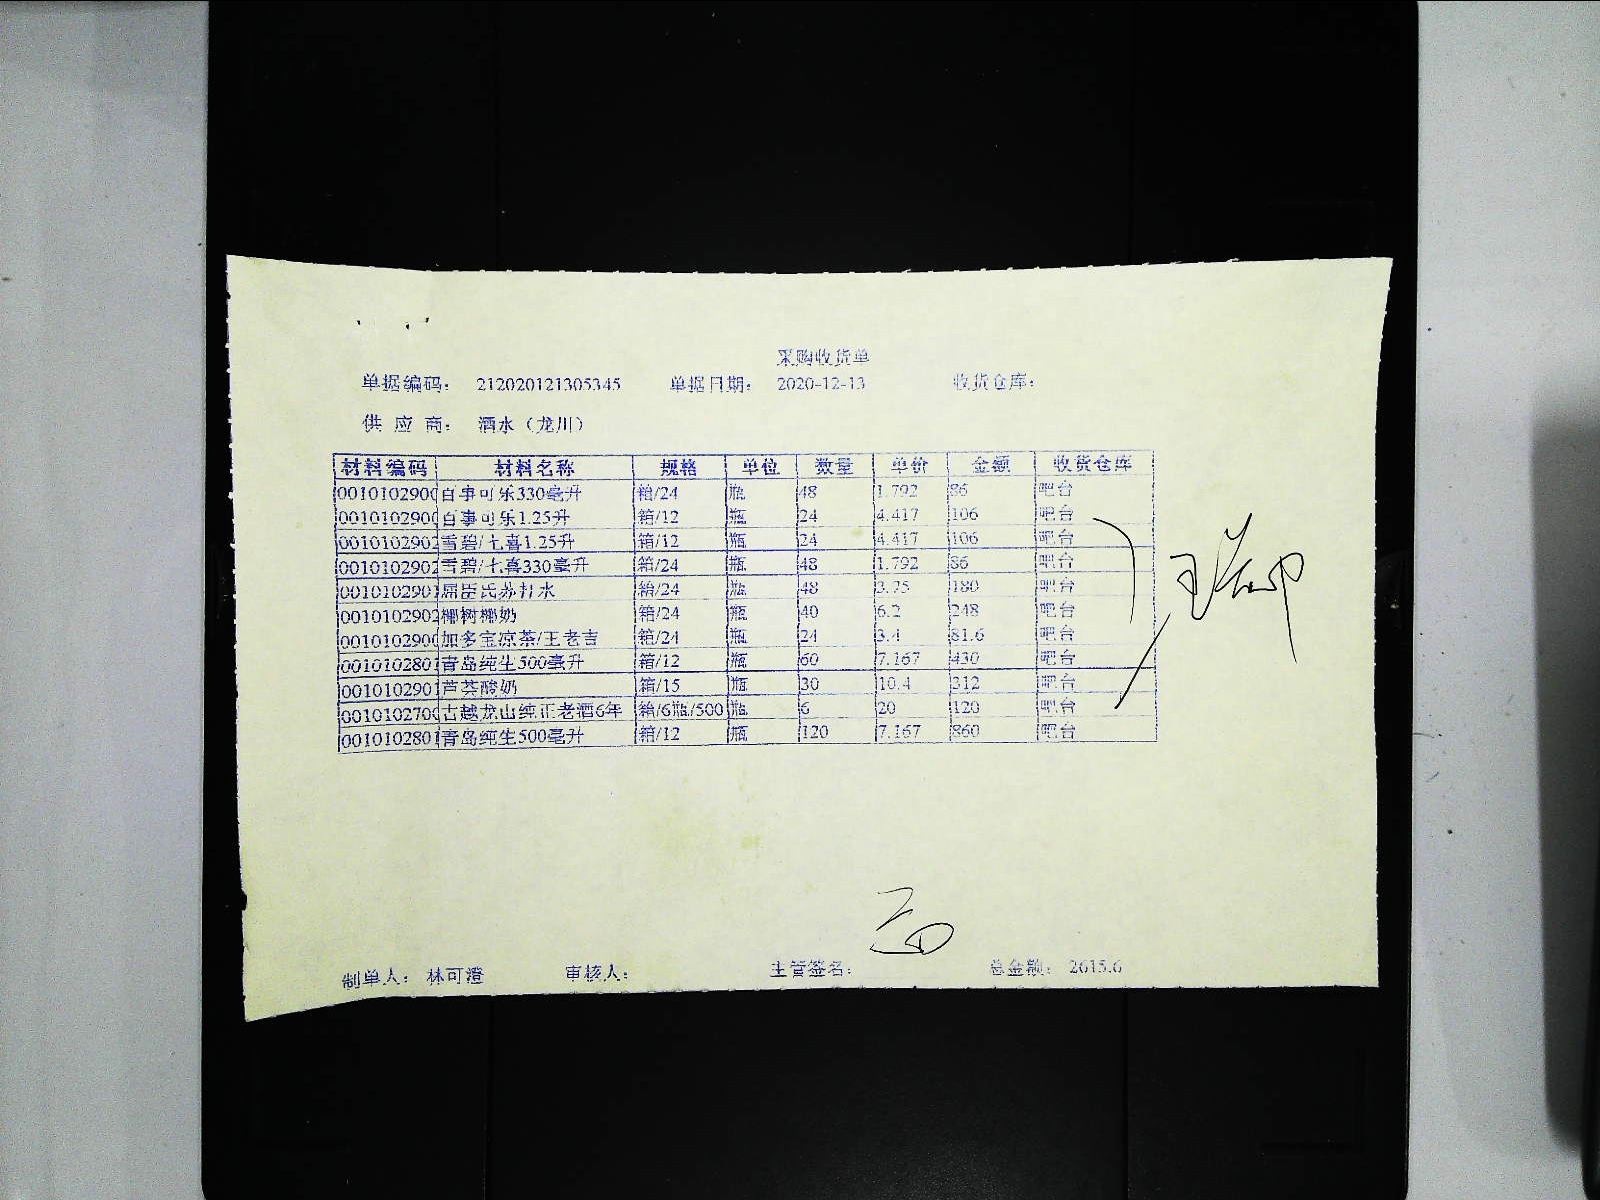 采购收货单
单据编码： 212020121305345 单据日期： 2020-12-13 收货仓库：
供 应 商： 酒水（龙川）
材料编码 材料名称 规格 单位 数量 单价 金额 收货仓库
0010102900 百事可乐330毫升 箱/24 瓶 48 1.792 86 吧台
0010102900 百事可乐1.25升 箱/12 瓶 24 4.417 106 吧台
0010102902 雪碧/七喜1.25升 箱/12 瓶 24 4.417 106 吧台
0010102902 雪碧/七喜330毫升 箱/24 瓶 48 1.792 86 吧台
0010102901 屈臣氏苏打水 箱/24 瓶 48 3.75 180 吧台
0010102902 椰树椰奶 箱/24 瓶 40 6.2 248 吧台
0010102900 加多宝凉茶/王老吉 箱/24 瓶 24 3.4 81.6 吧台
0010102801 青岛纯生500毫升 箱/12 瓶 60 7.167 430 吧台
0010102901 芦荟酸奶 箱/15 瓶 30 10.4 312 吧台
0010102700 古越龙山纯正老酒6年 箱/6瓶/500 瓶 6 20 120 吧台
0010102801 青岛纯生500毫升 箱/12 瓶 120 7.167 860 吧台
制单人： 林可澄 审核人： 主管签名： 总金额： 2615.6